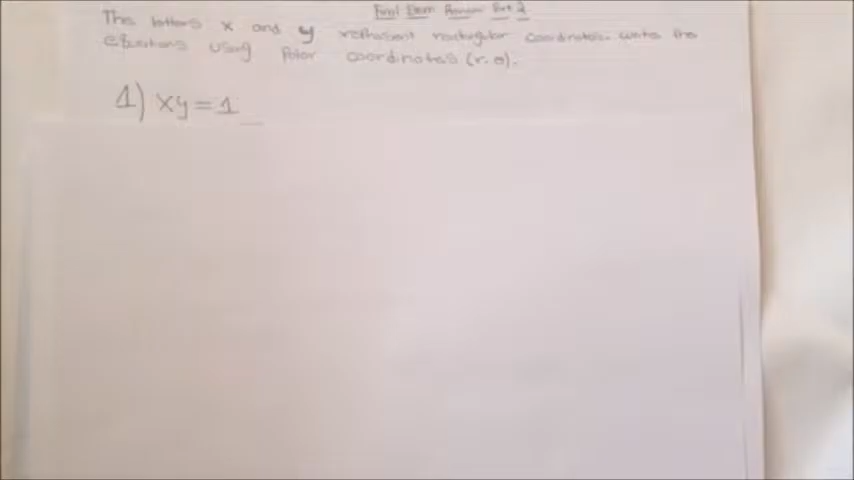 Final Exam Review Part 2
The letters x and y represent rectangular coordinates. Write the
equations using Polar coordinates (r, θ).
1) xy = 1